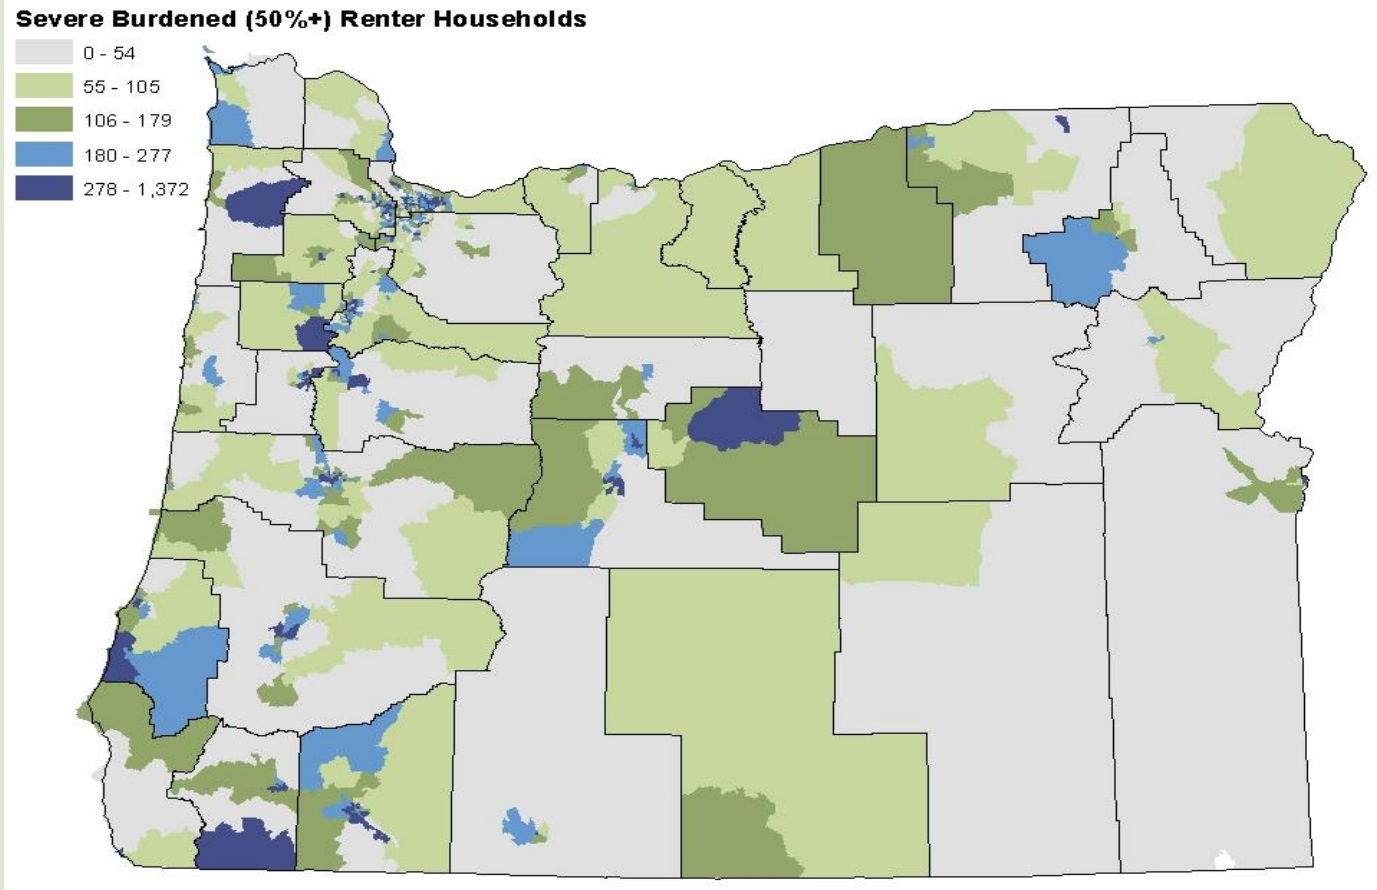 Severe Burdened (50%+) Renter Households
0 - 54
55 - 105
106 - 179
180 - 277
278 - 1,372